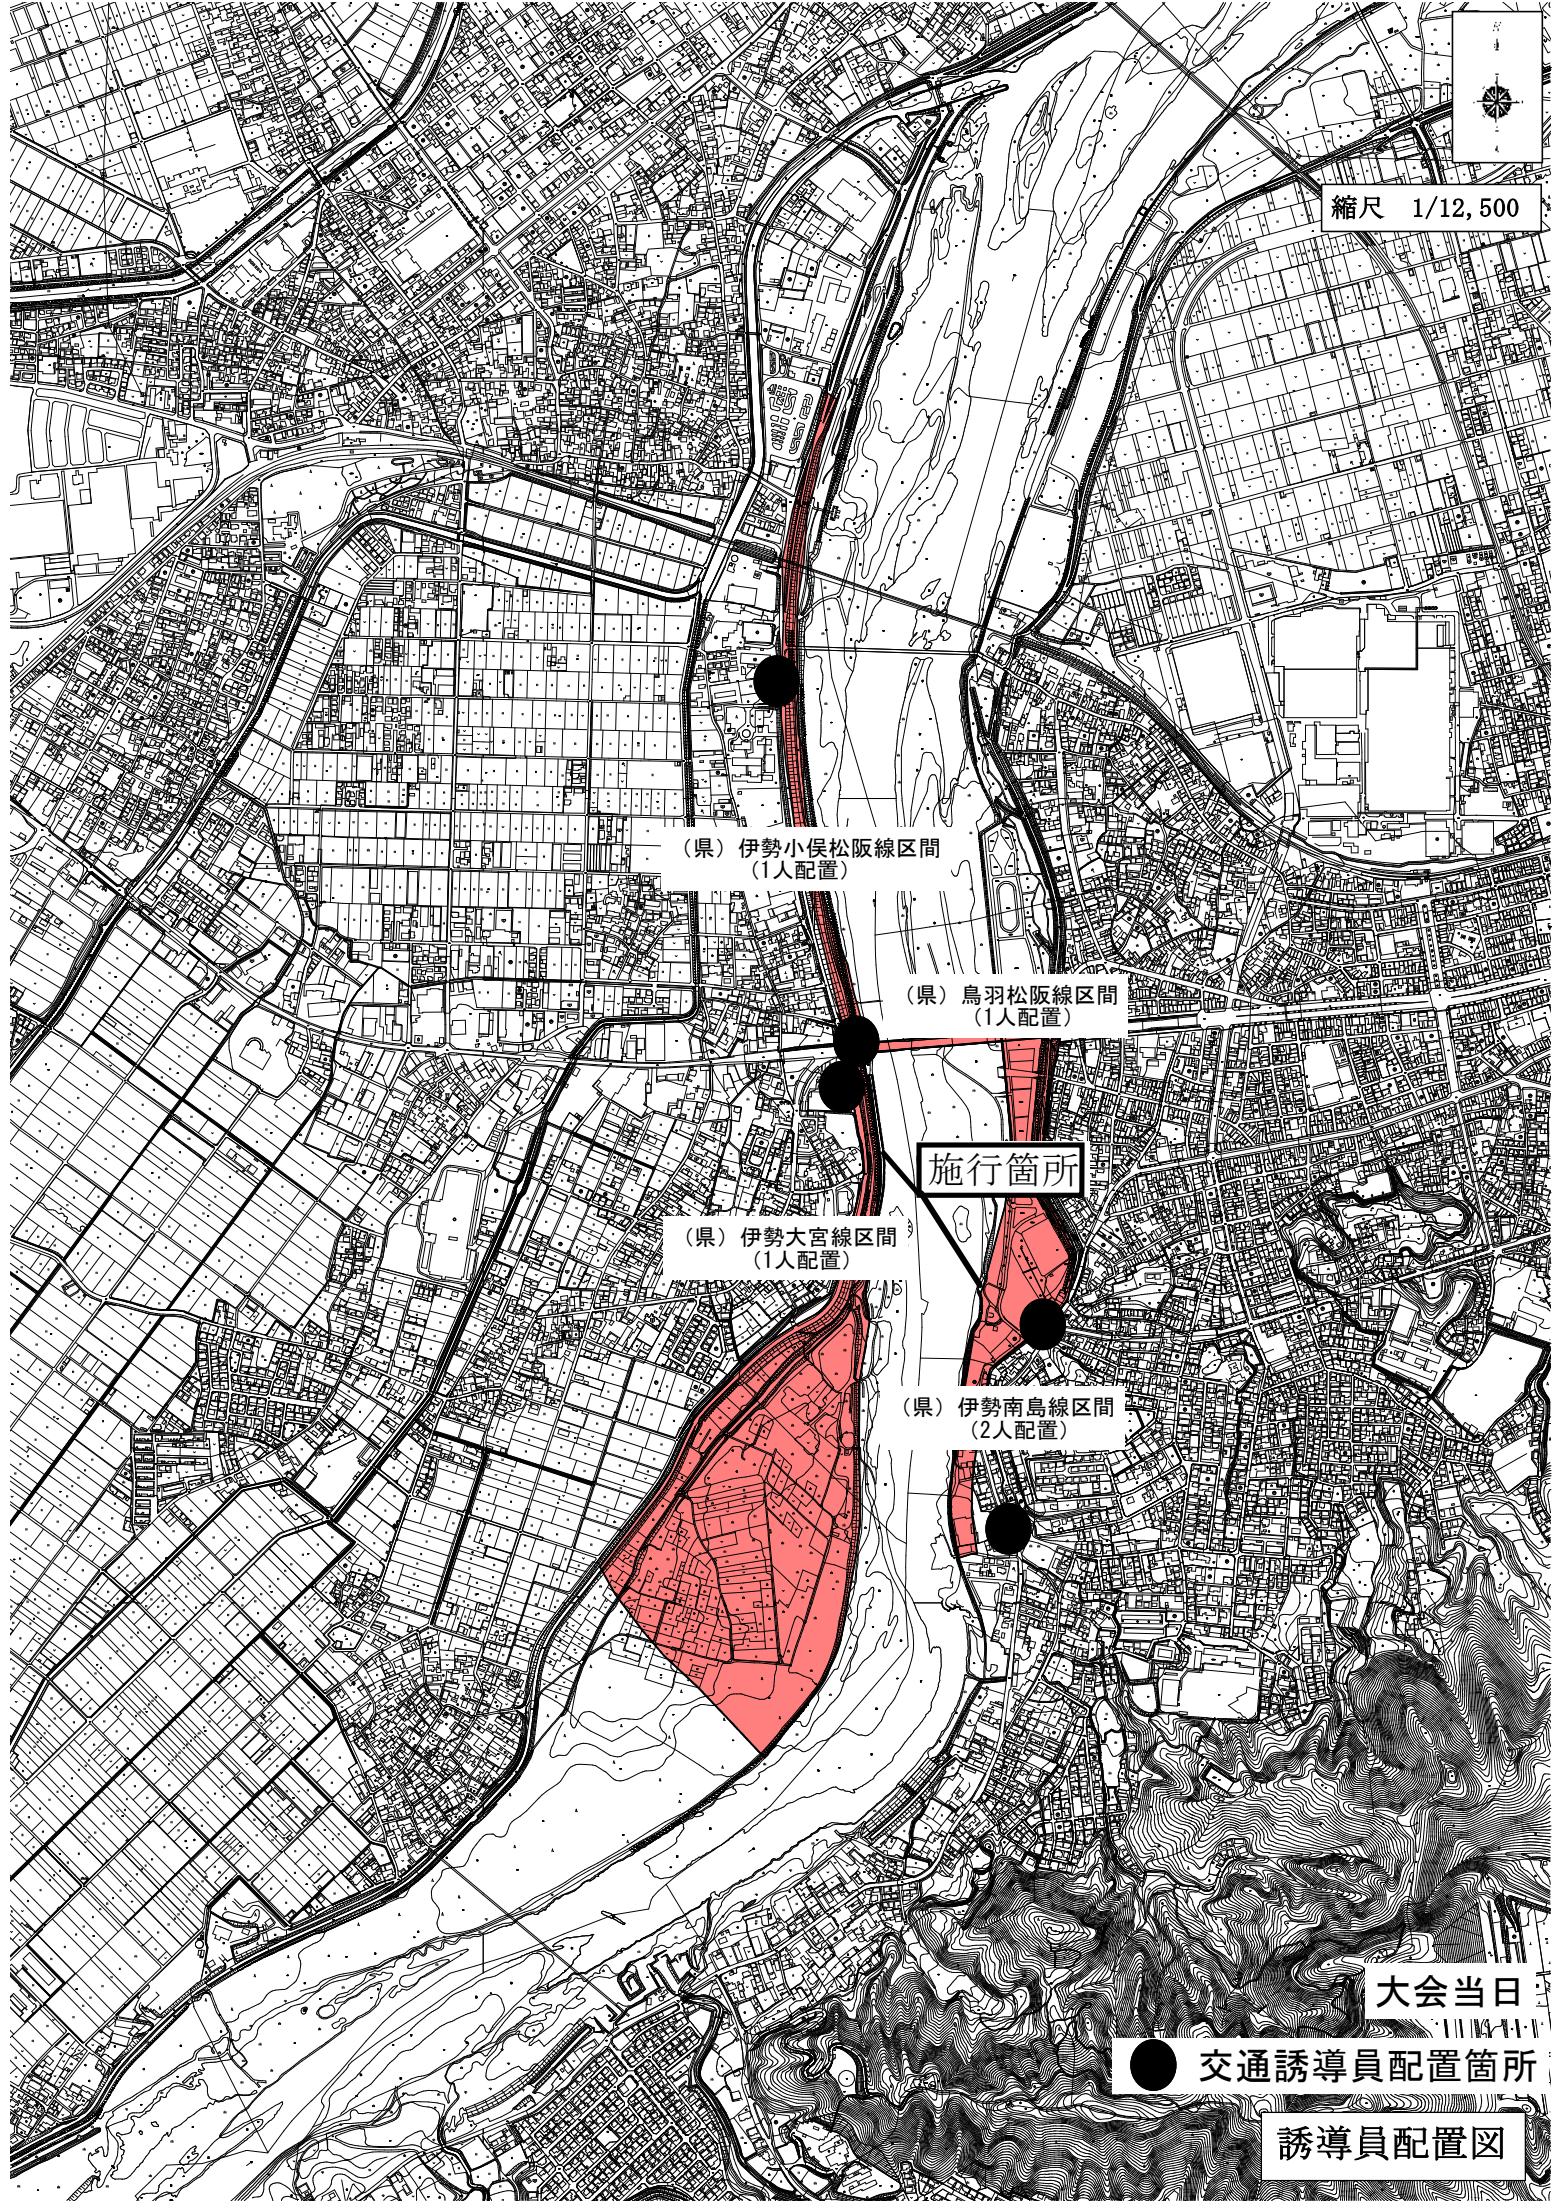 縮尺 1/12,500
（県）伊勢小俣松阪線区間
（1人配置）
（県）鳥羽松阪線区間
（1人配置）
施行箇所
（県）伊勢大宮線区間
（1人配置）
（県）伊勢南島線区間
（2人配置）
大会当日
交通誘導員配置箇所
誘導員配置図